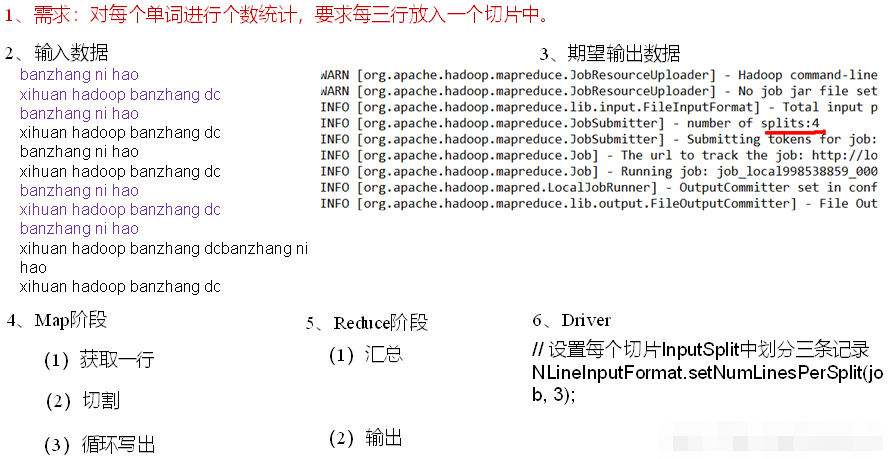 1、需求：对每个单词进行个数统计，要求每三行放入一个切片中。
2、输入数据
banzhang ni hao
xihuan hadoop banzhang dc
banzhang ni hao
xihuan hadoop banzhang dc
banzhang ni hao
xihuan hadoop banzhang dc
banzhang ni hao
xihuan hadoop banzhang dc
banzhang ni hao
xihuan hadoop banzhang dcbanzhang ni
hao
xihuan hadoop banzhang dc
3、期望输出数据
WARN [org.apache.hadoop.mapreduce.JobResourceUploader] - Hadoop command-line
WARN [org.apache.hadoop.mapreduce.JobResourceUploader] - No job jar file set
INFO [org.apache.hadoop.mapreduce.lib.input.FileInputFormat] - Total input p
INFO [org.apache.hadoop.mapreduce.JobSubmitter] - number of splits:4
INFO [org.apache.hadoop.mapreduce.JobSubmitter] - Submitting tokens for job:
INFO [org.apache.hadoop.mapreduce.Job] - The url to track the job: http://lo
INFO [org.apache.hadoop.mapreduce.Job] - Running job: job_local998538859_000
INFO [org.apache.hadoop.mapred.LocalJobRunner] - OutputCommitter set in conf
INFO [org.apache.hadoop.mapreduce.lib.output.FileOutputCommitter] - File Out
4、Map阶段
（1）获取一行
（2）切割
（3）循环写出
5、Reduce阶段
（1）汇总
（2）输出
6、Driver
// 设置每个切片InputSplit中划分三条记录
NLineInputFormat.setNumLinesPerSplit(jo
b, 3);